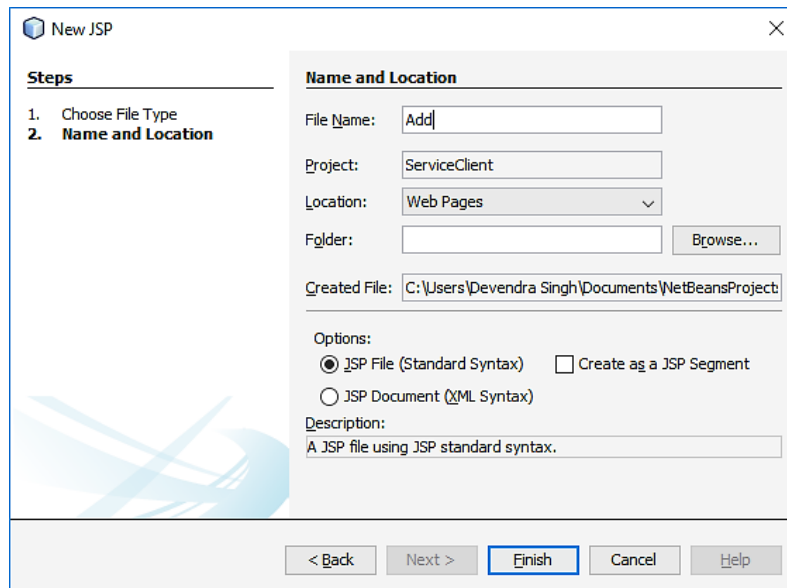 New JSP
Steps
1. Choose File Type
2. Name and Location
Name and Location
File Name: Add
Project: ServiceClient
Location: Web Pages
Folder: Browse...
Created File: C:\Users\Devendra Singh\Documents\NetBeansProjects
Options:
JSP File (Standard Syntax) Create as a JSP Segment
JSP Document (XML Syntax)
Description:
A JSP file using JSP standard syntax.
< Back Next > Finish Cancel Help